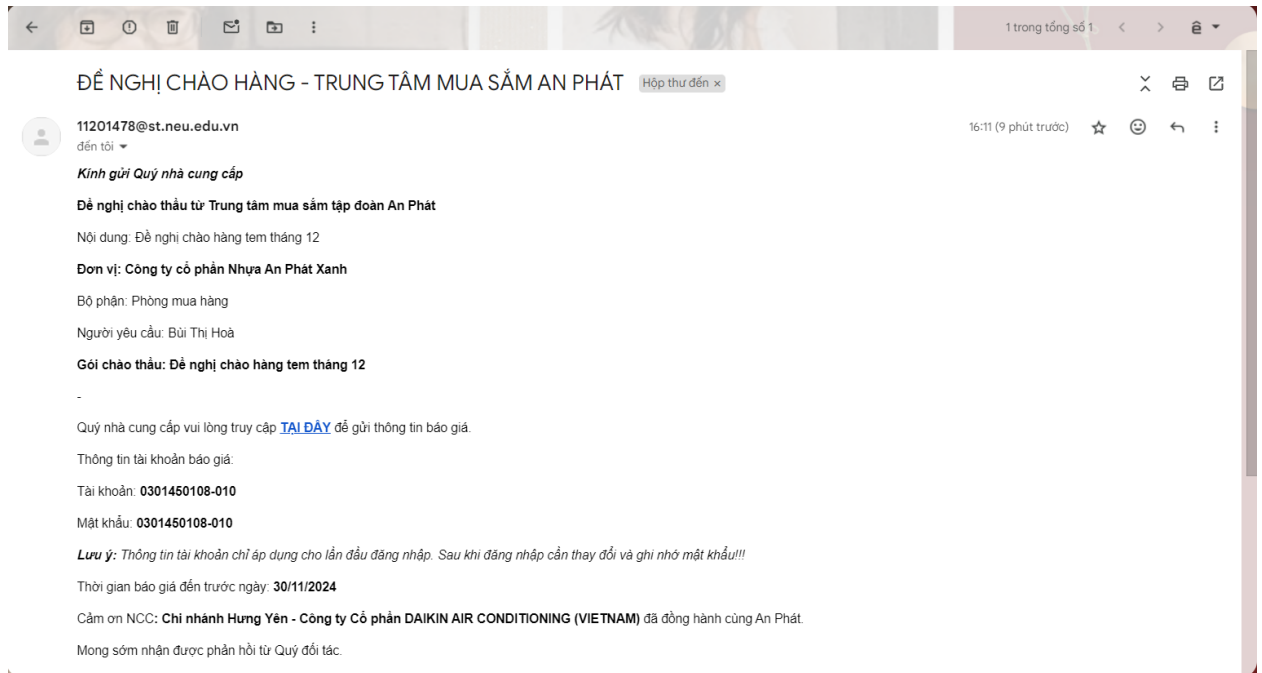 1 trong tổng số 1
ĐỀ NGHỊ CHÀO HÀNG - TRUNG TÂM MUA SẮM AN PHÁT Hộp thư đến ×
11201478@st.neu.edu.vn 16:11 (9 phút trước)
đến tôi
Kính gửi Quý nhà cung cấp
Đề nghị chào thầu từ Trung tâm mua sắm tập đoàn An Phát
Nội dung: Đề nghị chào hàng tem tháng 12
Đơn vị: Công ty cổ phần Nhựa An Phát Xanh
Bộ phận: Phòng mua hàng
Người yêu cầu: Bùi Thị Hoà
Gói chào thầu: Đề nghị chào hàng tem tháng 12
-
Quý nhà cung cấp vui lòng truy cập TẠI ĐÂY để gửi thông tin báo giá.
Thông tin tài khoản báo giá:
Tài khoản: 0301450108-010
Mật khẩu: 0301450108-010
Lưu ý: Thông tin tài khoản chỉ áp dụng cho lần đầu đăng nhập. Sau khi đăng nhập cần thay đổi và ghi nhớ mật khẩu!!!
Thời gian báo giá đến trước ngày: 30/11/2024
Cảm ơn NCC: Chi nhánh Hưng Yên - Công ty Cổ phần DAIKIN AIR CONDITIONING (VIETNAM) đã đồng hành cùng An Phát.
Mong sớm nhận được phản hồi từ Quý đối tác.